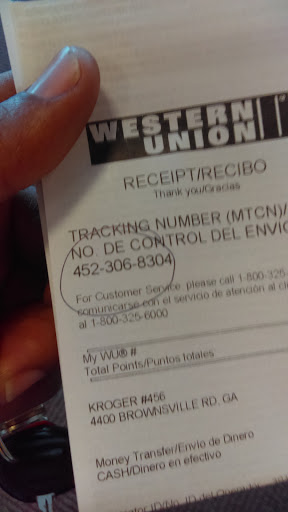 WESTERN
UNION
RECEIPT/RECIBO
Thank you/Gracias
TRACKING NUMBER (MTCN)/
NO. DE CONTROL DEL ENVIO
452-306-8304
For Customer Service, please call 1-800-325-
comunicarse con el servicio de atención al cl
al 1-800-325-6000
My WU® #
Total Points/Puntos totales
KROGER #456
4400 BROWNSVILLE RD. GA
Money Transfer/Envio de Dinero
CASH/Dinero en efectivo